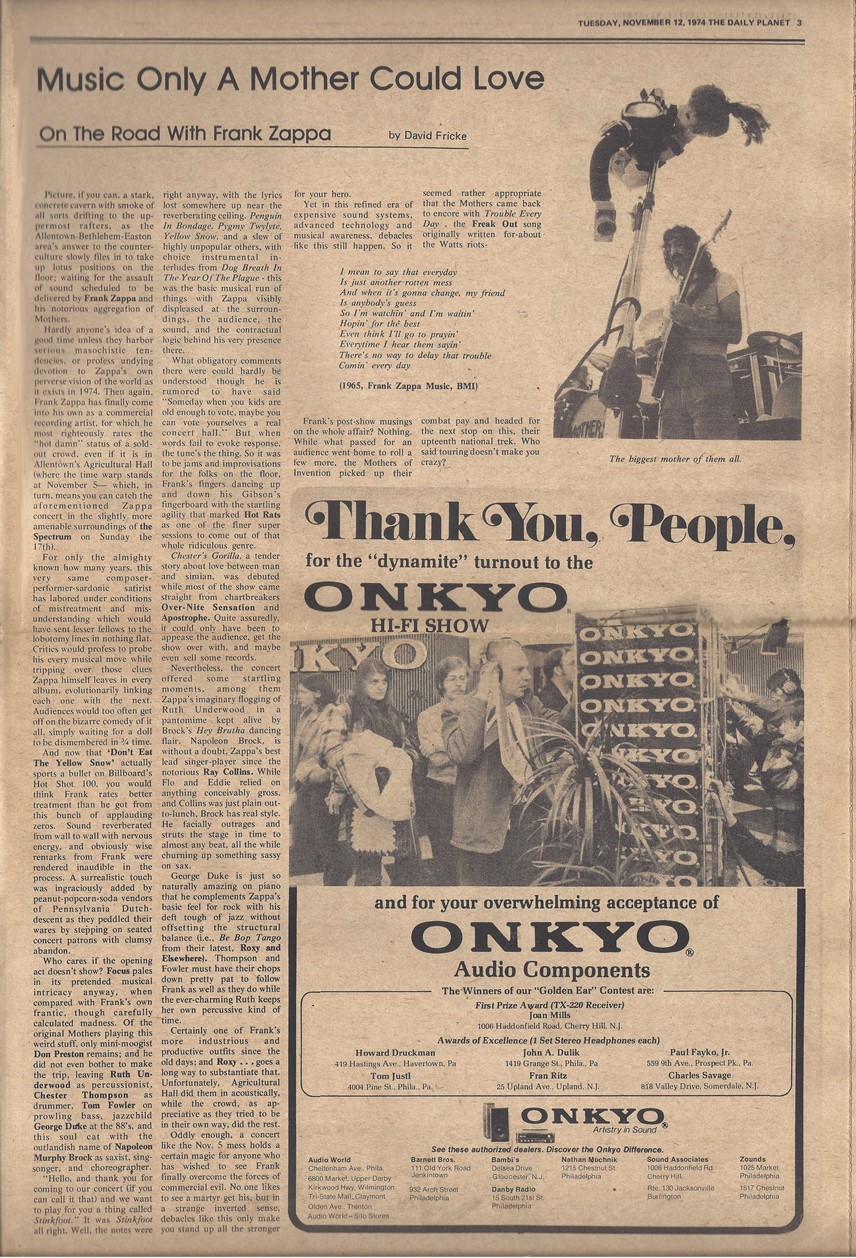 TUESDAY, NOVEMBER 12, 1974 THE DAILY PLANET 3
Music Only A Mother Could Love
On The Road With Frank Zappa
by David Fricke
Picture, if you can, a stark,
concrete cavern with smoke of
all sorts drifting to the up-
permost rafters, as the
Allentown-Bethlehem-Easton
area's answer to the counter-
culture slowly files in to take
up lotus positions on the
floor; waiting for the assault
of sound scheduled to be
delivered by Frank Zappa and
his notorious aggregation of
Mothers.
Hardly anyone's idea of a
good time unless they harbor
serious masochistic ten-
dencies, or profess undying
devotion to Zappa's own
perverse vision of the world as
it exists in 1974. Then again,
Frank Zappa has finally come
into his own as a commercial
recording artist, for which he
most righteously rates the
"hot damn" status of a sold-
out crowd, even if it is in
Allentown's Agricultural Hall
(where the time warp stands
at November 5— which, in
turn, means you can catch the
aforementioned Zappa
concert in the slightly more
amenable surroundings of the
Spectrum on Sunday the
17th).
For only the almighty
known how many years, this
very same composer-
performer-sardonic satirist
has labored under conditions
of mistreatment and mis-
understanding which would
have sent lesser fellows to the
lobotomy lines in nothing flat.
Critics would profess to probe
his every musical move while
tripping over those clues
Zappa himself leaves in every
album, evolutionarily linking
each one with the next.
Audiences would too often get
off on the bizarre comedy of it
all, simply waiting for a doll
to be dismembered in ¾ time.
And now that 'Don't Eat
The Yellow Snow' actually
sports a bullet on Billboard's
Hot Shot 100, you would
think Frank rates better
treatment than he got from
this bunch of applauding
zeros. Sound reverberated
from wall to wall with nervous
energy, and obviously wise
remarks from Frank were
rendered inaudible in the
process. A surrealistic touch
was ingraciously added by
peanut-popcorn-soda vendors
of Pennsylvania Dutch-
descent as they peddled their
wares by stepping on seated
concert patrons with clumsy
abandon.
Who cares if the opening
act doesn't show? Focus pales
in its pretended musical
intricacy anyway, when
compared with Frank's own
frantic, though carefully
calculated madness. Of the
original Mothers playing this
weird stuff, only mini-moogist
Don Preston remains; and he
did not even bother to make
the trip, leaving Ruth Un-
derwood as percussionist,
Chester Thompson as
drummer, Tom Fowler on
prowling bass, jazzchild
George Duke at the 88's, and
this soul cat with the
outlandish name of Napoleon
Murphy Brock as saxist, sing-
songer, and choreographer.
"Hello, and thank you for
coming to our concert (if you
can call it that) and we want
to play for you a thing called
Stinkfoot." It was Stinkfoot
all right. Well, the notes were
right anyway, with the lyrics
lost somewhere up near the
reverberating ceiling. Penguin
In Bondage, Pygmy Twylyte,
Yellow Snow, and a slew of
highly unpopular others, with
choice instrumental in-
terludes from Dog Breath In
The Year Of The Plague - this
was the basic musical run of
things with Zappa visibly
displeased at the surroun-
dings, the audience, the
sound, and the contractual
logic behind his very presence
there.
What obligatory comments
there were could hardly be
understood though he is
rumored to have said
"Someday when you kids are
old enough to vote, maybe you
can vote yourselves a real
concert hall." But when
words fail to evoke response,
the tune's the thing. So it was
to be jams and improvisations
for the folks on the floor,
Frank's fingers dancing up
and down his Gibson's
fingerboard with the startling
agility that marked Hot Rats
as one of the finer super
sessions to come out of that
whole ridiculous genre.
Chester's Gorilla, a tender
story about love between man
and simian, was debuted
while most of the show came
straight from chartbreakers
Over-Nite Sensation and
Apostrophe. Quite assuredly,
it could only have been to
appease the audience, get the
show over with, and maybe
even sell some records.
Nevertheless, the concert
offered some startling
moments, among them
Zappa's imaginary flogging of
Ruth Underwood in a
pantomime kept alive by
Brock's Hey Brutha dancing
flair. Napoleon Brock, is
without a doubt, Zappa's best
lead singer-player since the
notorious Ray Collins. While
Flo and Eddie relied on
anything conceivably gross,
and Collins was just plain out-
to-lunch, Brock has real style.
He facially outrages and
struts the stage in time to
almost any beat, all the while
churning up something sassy
on sax.
George Duke is just so
naturally amazing on piano
that he complements Zappa's
basic feel for rock with his
deft tough of jazz without
offsetting the structural
balance (i.e., Be Bop Tango
from their latest, Roxy and
Elsewhere). Thompson and
Fowler must have their chops
down pretty pat to follow
Frank as well as they do while
the ever-charming Ruth keeps
her own percussive kind of
time.
Certainly one of Frank's
more industrious and
productive outfits since the
old days; and Roxy . . . goes a
long way to substantiate that.
Unfortunately, Agricultural
Hall did them in acoustically,
while the crowd, as ap-
preciative as they tried to be
in their own way, did the rest.
Oddly enough, a concert
like the Nov. 5 mess holds a
certain magic for anyone who
has wished to see Frank
finally overcome the forces of
commercial evil. No one likes
to see a martyr get his, but in
a strange inverted sense,
debacles like this only make
you stand up all the stronger
for your hero.
Yet in this refined era of
expensive sound systems,
advanced technology and
musical awareness, debacles
like this still happen. So it
seemed rather appropriate
that the Mothers came back
to encore with Trouble Every
Day , the Freak Out song
originally written for-about
the Watts riots-
I mean to say that everyday
Is just another rotten mess
And when it's gonna change, my friend
Is anybody's guess
So I'm watchin' and I'm waitin'
Hopin' for the best
Even think I'll go to prayin'
Everytime I hear them sayin'
There's no way to delay that trouble
Comin' every day
(1965, Frank Zappa Music, BMI)
Frank's post-show musings
on the whole affair? Nothing.
While what passed for an
audience went home to roll a
few more, the Mothers of
Invention picked up their
combat pay and headed for
the next stop on this, their
upteenth national trek. Who
said touring doesn't make you
crazy?
MOTHERS
The biggest mother of them all.
Thank You, People,
for the "dynamite" turnout to the
ONKYO®
HI-FI SHOW
KYO
ONKYO
ONKYO
ONKYO
ONKYO
ONKYO
ONKYO
ONKYO
ONKYO
ONKYO
ONKYO
ONKYO
and for your overwhelming acceptance of
ONKYO®
Audio Components
The Winners of our "Golden Ear" Contest are:
First Prize Award (TX-220 Receiver)
Joan Mills
1006 Haddonfield Road, Cherry Hill, N.J.
Awards of Excellence (1 Set Stereo Headphones each)
Howard Druckman
419 Hastings Ave., Havertown, Pa
John A. Dulik
1419 Grange St., Phila., Pa
Paul Fayko, Jr.
559 9th Ave., Prospect Pk., Pa.
Tom Justl
4004 Pine St., Phila., Pa.
Fran Ritz
25 Upland Ave., Upland, N.J.
Charles Savage
818 Valley Drive, Somerdale, N.J.
ONKYO®
Artistry in Sound
See these authorized dealers. Discover the Onkyo Difference.
Audio World
Cheltenham Ave. Phila.
6800 Market, Upper Darby
Kirkwood Hwy, Wilmington
Tri-State Mall, Claymont
Olden Ave., Trenton
Audio World—Silo Stores
Barnett Bros.
111 Old York Road
Jenkintown
932 Arch Street
Philadelphia
Bambi's
Delsea Drive
Gloucester, N.J.
Danby Radio
15 South 21st St.
Philadelphia
Nathan Muchnik
1215 Chestnut St.
Philadelphia
Sound Associates
1006 Haddonfield Rd.
Cherry Hill
Rte. 130 Jacksonville
Burlington
Zounds
1025 Market
Philadelphia
1517 Chestnut
Philadelphia